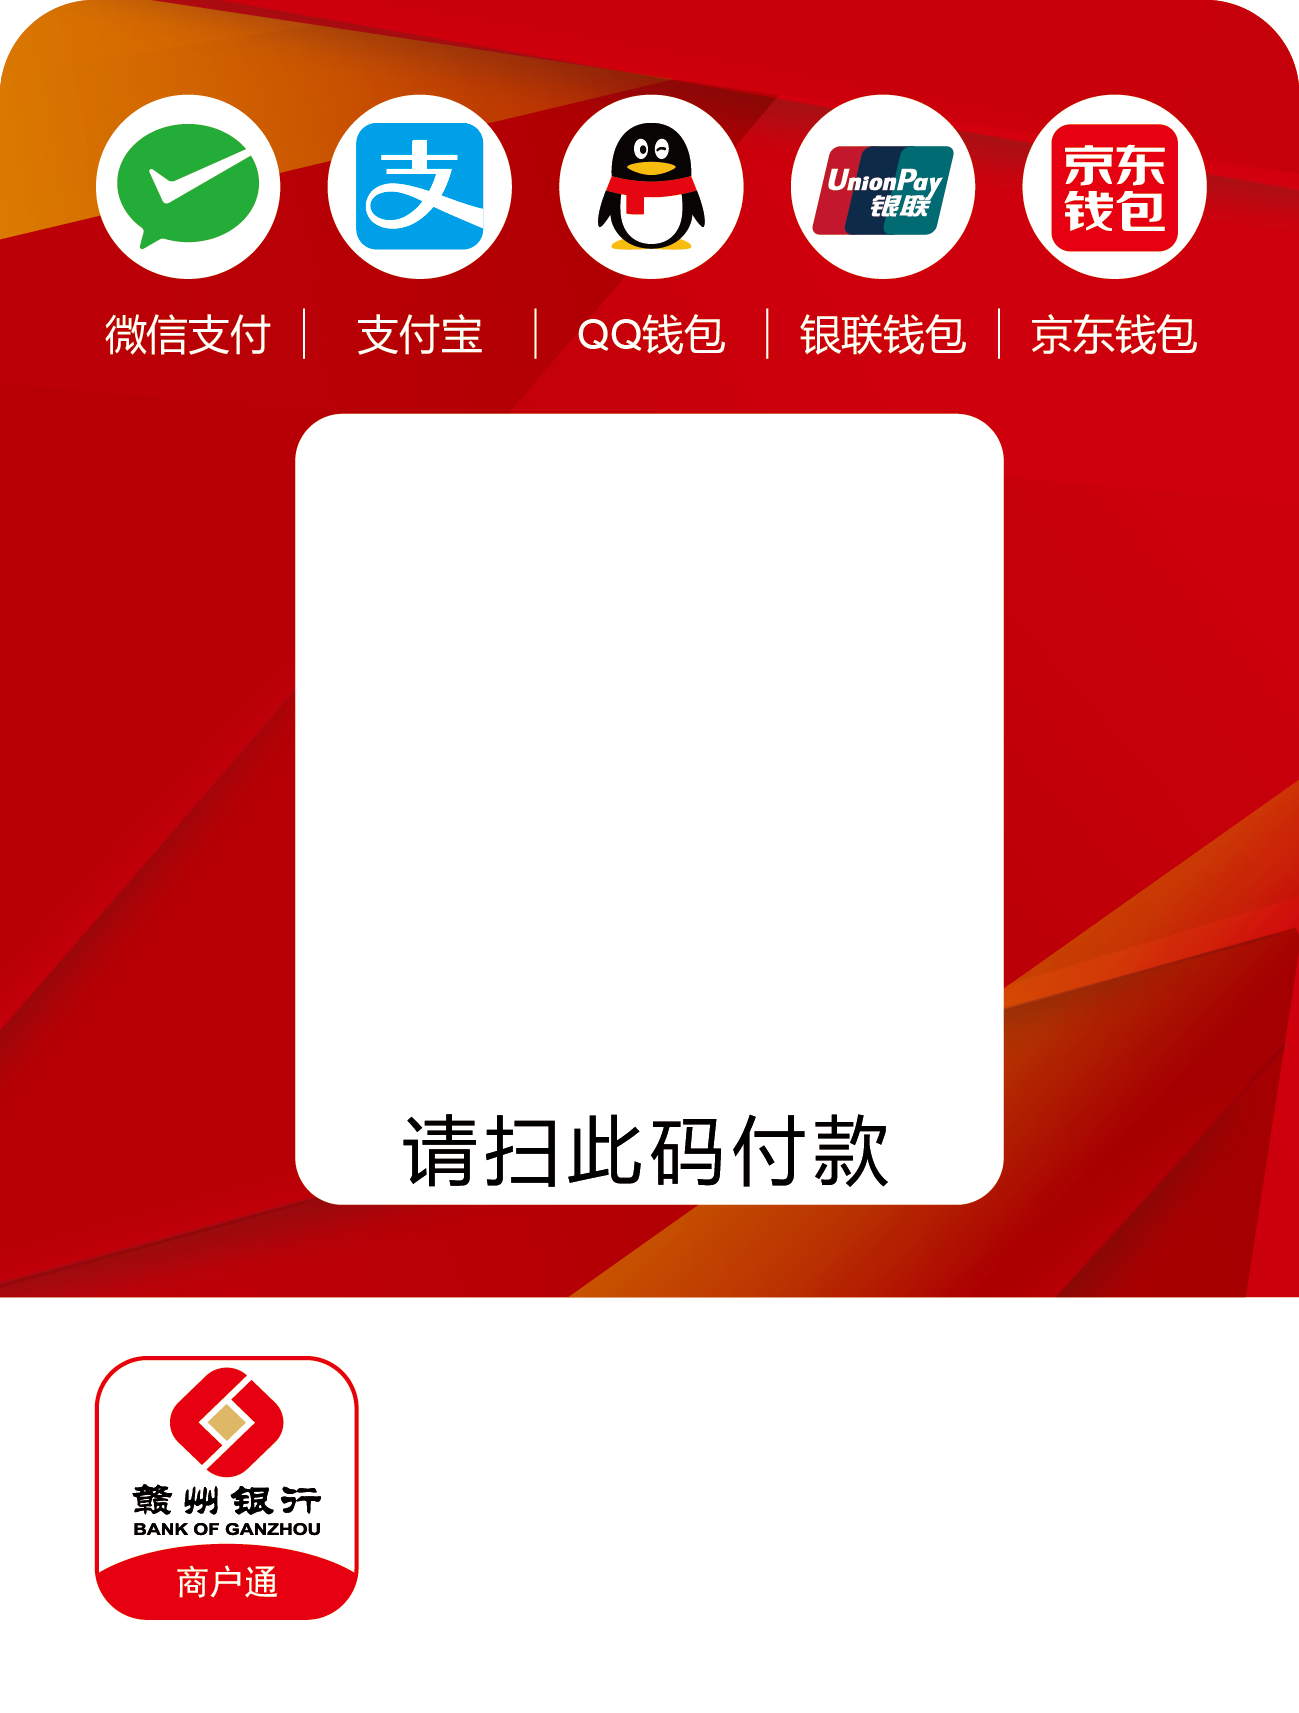 支
UnionPay
银联
京东
钱包
微信支付
支付宝
QQ钱包
银联钱包
京东钱包
请扫此码付款
赣州银行
BANK OF GANZHOU
商户通